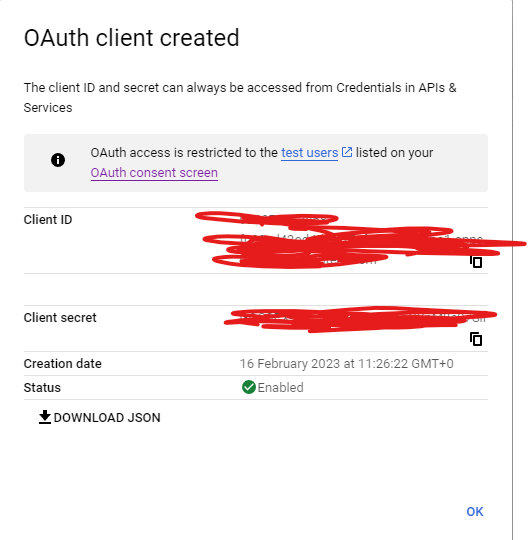 OAuth client created
The client ID and secret can always be accessed from Credentials in APIs &
Services
OAuth access is restricted to the test users listed on your
OAuth consent screen
Client ID
Client secret
Creation date 16 February 2023 at 11:26:22 GMT+0
Status Enabled
DOWNLOAD JSON
OK